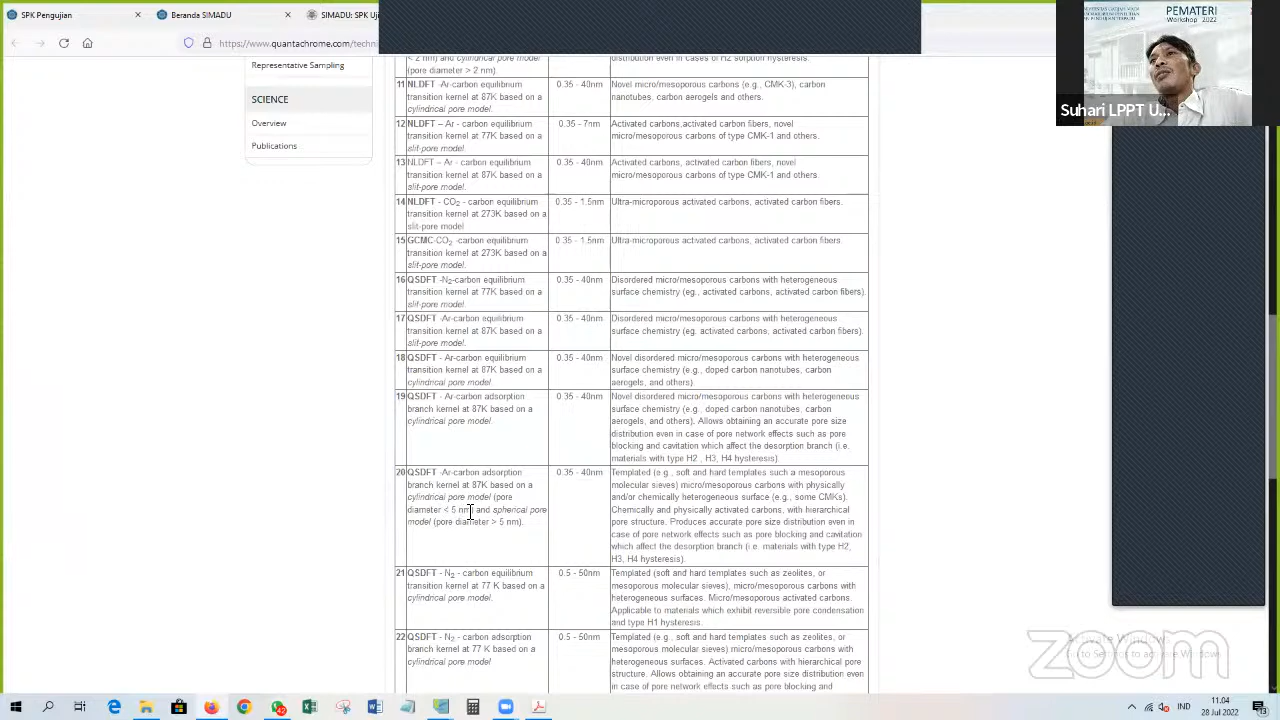 SPK Pengujian
Beranda SIMADU
SIMADU: SPK Uji
https://www.quantachrome.com/techni
PEMATERI
Workshop 2022
Suhari LPPT U...
Representative Sampling
SCIENCE
Overview
Publications
< 2 nm) and cylindrical pore model
(pore diameter > 2 nm).
distribution even in cases of H2 sorption hysteresis.
11 NLDFT -Ar-carbon equilibrium
transition kernel at 87K based on a
cylindrical pore model.
0.35 - 40nm
Novel micro/mesoporous carbons (e.g., CMK-3), carbon
nanotubes, carbon aerogels and others.
12 NLDFT – Ar - carbon equilibrium
transition kernel at 77K based on a
slit-pore model.
0.35 - 7nm
Activated carbons,activated carbon fibers, novel
micro/mesoporous carbons of type CMK-1 and others.
13 NLDFT – Ar - carbon equilibrium
transition kernel at 87K based on a
slit-pore model.
0.35 - 40nm
Activated carbons, activated carbon fibers, novel
micro/mesoporous carbons of type CMK-1 and others.
14 NLDFT - CO2 - carbon equilibrium
transition kernel at 273K based on a
slit-pore model
0.35 - 1.5nm
Ultra-microporous activated carbons, activated carbon fibers.
15 GCMC-CO2 -carbon equilibrium
transition kernel at 273K based on a
slit-pore model.
0.35 - 1.5nm
Ultra-microporous activated carbons, activated carbon fibers
16 QSDFT -N2-carbon equilibrium
transition kernel at 77K based on a
slit-pore model.
0.35 - 40nm
Disordered micro/mesoporous carbons with heterogeneous
surface chemistry (eg., activated carbons, activated carbon fibers).
17 QSDFT -Ar-carbon equilibrium
transition kernel at 87K based on a
slit-pore model.
0.35 - 40nm
Disordered micro/mesoporous carbons with heterogeneous
surface chemistry (eg. activated carbons, activated carbon fibers).
18 QSDFT - Ar-carbon equilibrium
transition kernel at 87K based on a
cylindrical pore model.
0.35 - 40nm
Novel disordered micro/mesoporous carbons with heterogeneous
surface chemistry (e.g., doped carbon nanotubes, carbon
aerogels, and others).
19 QSDFT - Ar-carbon adsorption
branch kernel at 87K based on a
cylindrical pore model.
0.35 - 40nm
Novel disordered micro/mesoporous carbons with heterogeneous
surface chemistry (e.g., doped carbon nanotubes, carbon
aerogels, and others). Allows obtaining an accurate pore size
distribution even in case of pore network effects such as pore
blocking and cavitation which affect the desorption branch (i.e.
materials with type H2 , H3, H4 hysteresis).
20 QSDFT -Ar-carbon adsorption
branch kernel at 87K based on a
cylindrical pore model (pore
diameter < 5 nm) and spherical pore
model (pore diameter > 5 nm).
0.35 - 40nm
Templated (e.g., soft and hard templates such a mesoporous
molecular sieves) micro/mesoporous carbons with physically
and/or chemically heterogeneous surface (e.g., some CMKs).
Chemically and physically activated carbons, with hierarchical
pore structure. Produces accurate pore size distribution even in
case of pore network effects such as pore blocking and cavitation
which affect the desorption branch (i.e. materials with type H2,
H3, H4 hysteresis).
21 QSDFT - N2 - carbon equilibrium
transition kernel at 77 K based on a
cylindrical pore model.
0.5 - 50nm
Templated (soft and hard templates such as zeolites, or
mesoporous molecular sieves), micro/mesoporous carbons with
heterogeneous surfaces. Micro/mesoporous activated carbons.
Applicable to materials which exhibit reversible pore condensation
and type H1 hysteresis.
22 QSDFT - N2 - carbon adsorption
branch kernel at 77 K based on a
cylindrical pore model
0.5 - 50nm
Templated (e.g., soft and hard templates such as zeolites, or
mesoporous molecular sieves) micro/mesoporous carbons with
heterogeneous surfaces. Activated carbons with hierarchical pore
structure. Allows obtaining an accurate pore size distribution even
in case of pore network effects such as pore blocking and
Activate Windows
Go to Settings to activate Windows.
zoom
42
IND
11.04
28 Jul 2022
13